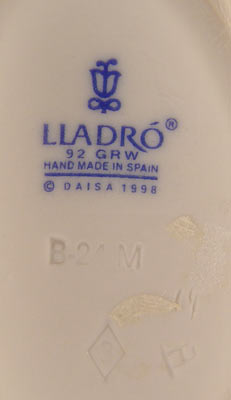 LLADRÓ®
92 GRW
HAND MADE IN SPAIN
© DAISA 1998
B-24 M